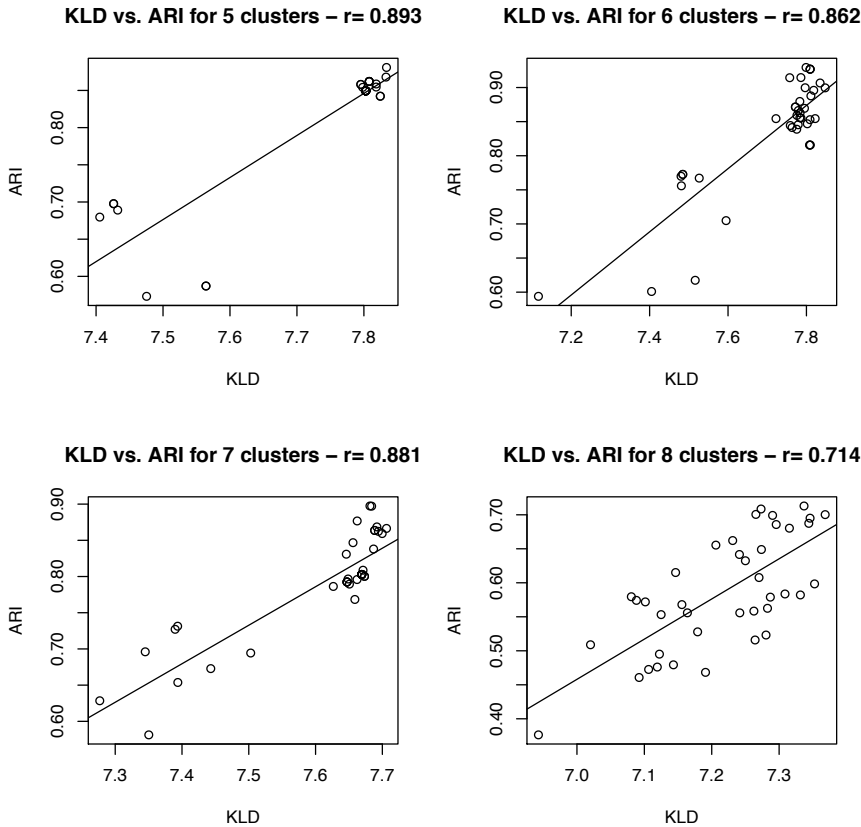 KLD vs. ARI for 5 clusters − r= 0.893
ARI
0.60 0.70 0.80
7.4 7.5 7.6 7.7 7.8
KLD
KLD vs. ARI for 6 clusters − r= 0.862
ARI
0.60 0.70 0.80 0.90
7.2 7.4 7.6 7.8
KLD
KLD vs. ARI for 7 clusters − r= 0.881
ARI
0.60 0.70 0.80 0.90
7.3 7.4 7.5 7.6 7.7
KLD
KLD vs. ARI for 8 clusters − r= 0.714
ARI
0.40 0.50 0.60 0.70
7.0 7.1 7.2 7.3
KLD